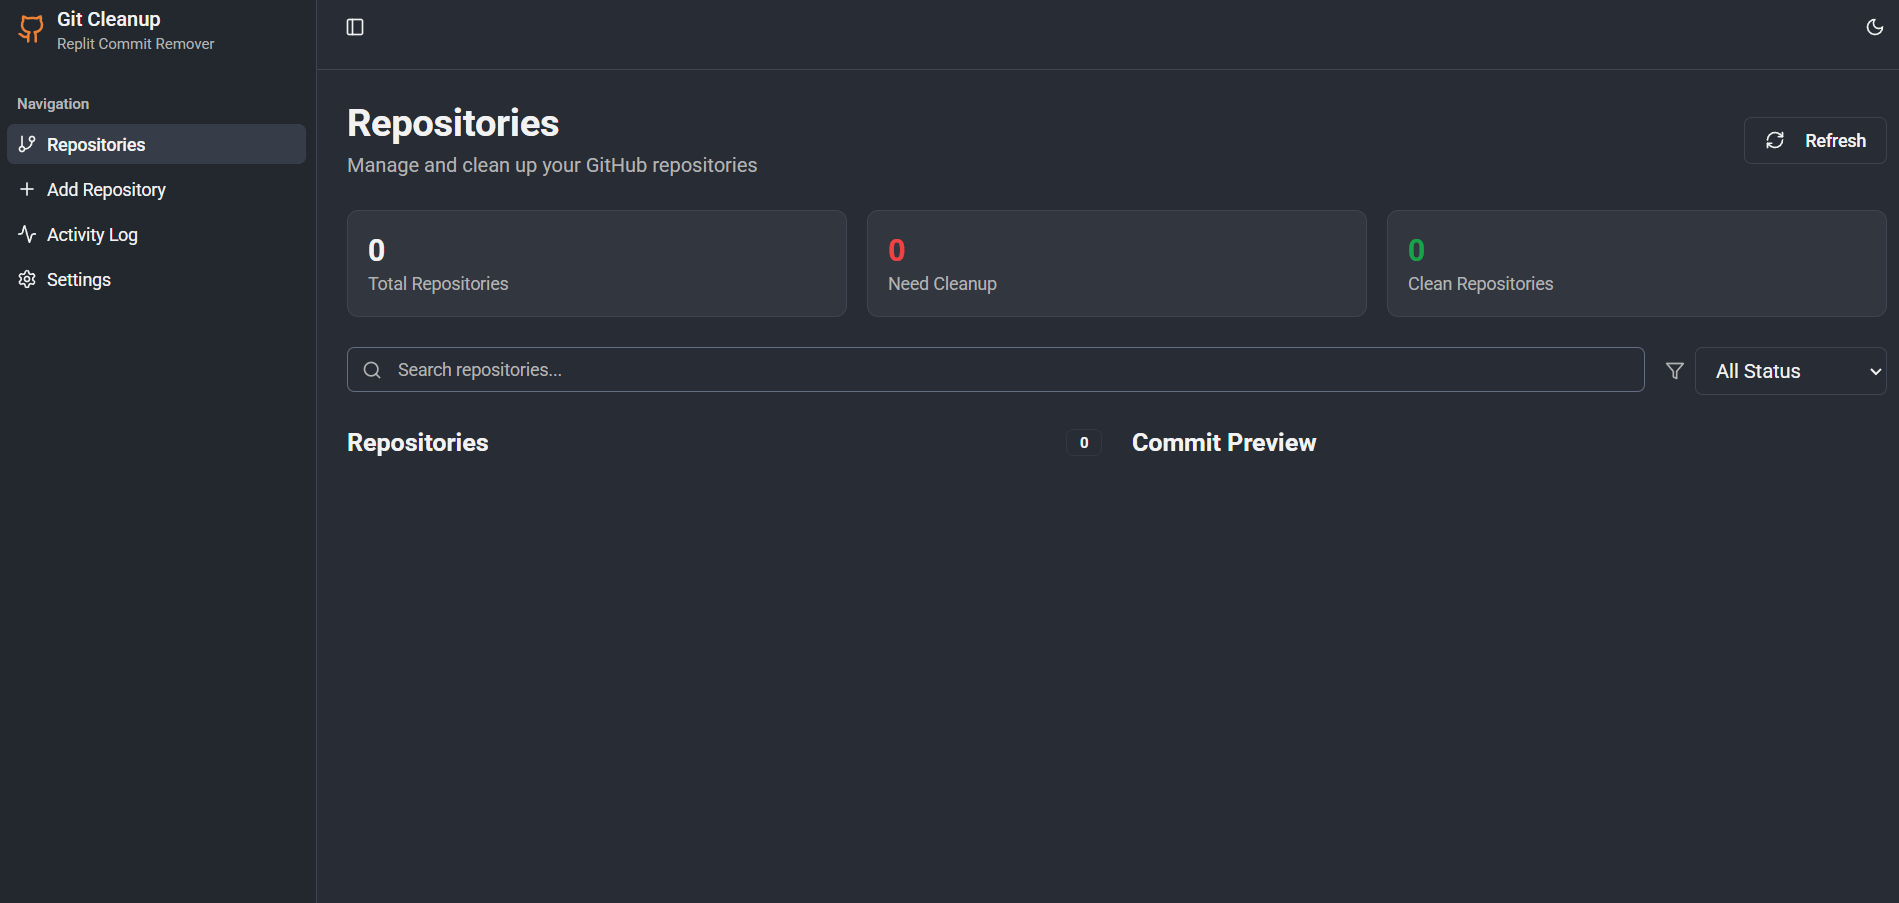 Git Cleanup
Replit Commit Remover
Navigation
Repositories
Add Repository
Activity Log
Settings
Repositories
Manage and clean up your GitHub repositories
Refresh
0
Total Repositories
0
Need Cleanup
0
Clean Repositories
Search repositories...
All Status
Repositories
0
Commit Preview